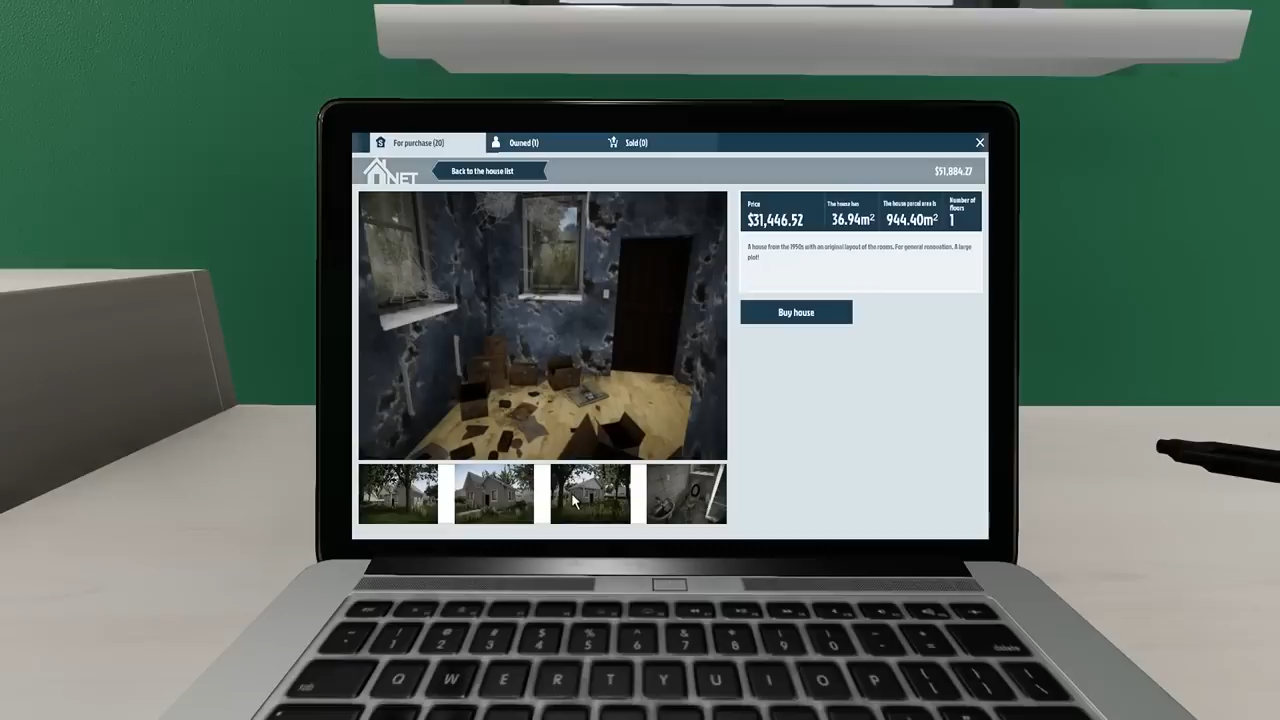 For purchase (20)
Owned (1)
Sold (0)
NET
Back to the house list
$51,884.27
Price
$31,446.52
The house has
36.94m²
The house parcel area is
944.40m²
Number of
floors
1
A house from the 1950s with an original layout of the rooms. For general renovation. A large
plot!
Buy house
Q W E R T Y U I O P